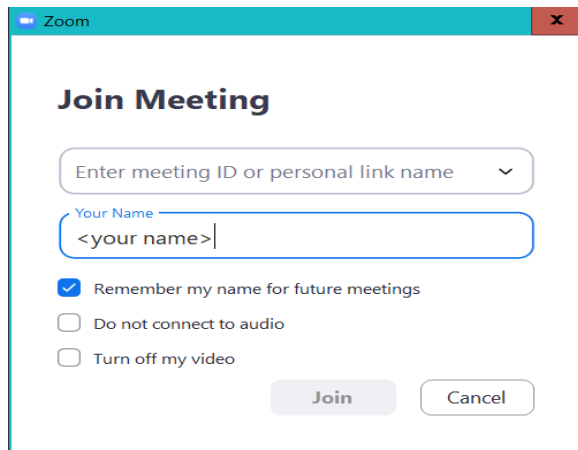 Zoom
x
Join Meeting
Enter meeting ID or personal link name
Your Name
<your name>
Remember my name for future meetings
Do not connect to audio
Turn off my video
Join Cancel